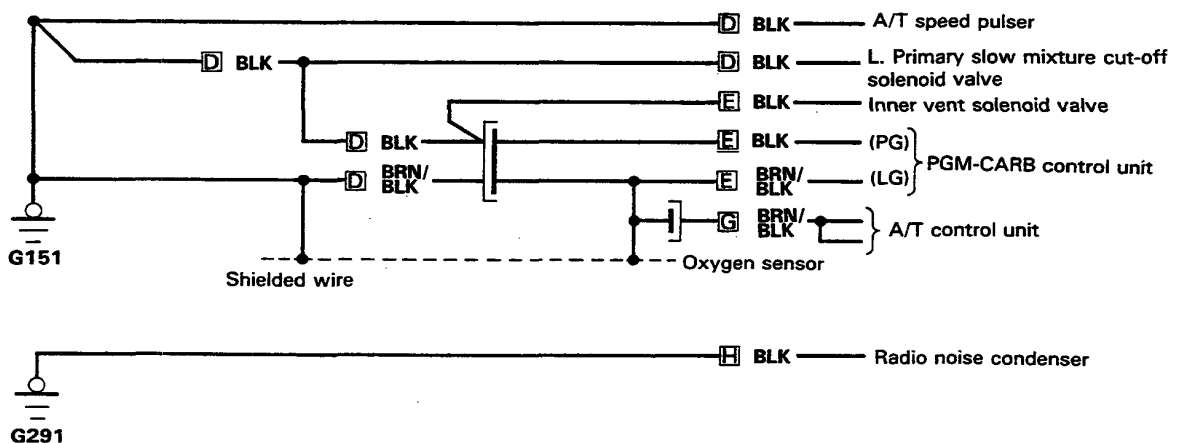 D BLK A/T speed pulser
D BLK D BLK L. Primary slow mixture cut-off
solenoid valve
E BLK Inner vent solenoid valve
D BLK E BLK (PG)
PGM-CARB control unit
D BRN/
BLK E BRN/
BLK (LG)
G BRN/
BLK A/T control unit
G151
Shielded wire
Oxygen sensor
H BLK Radio noise condenser
G291